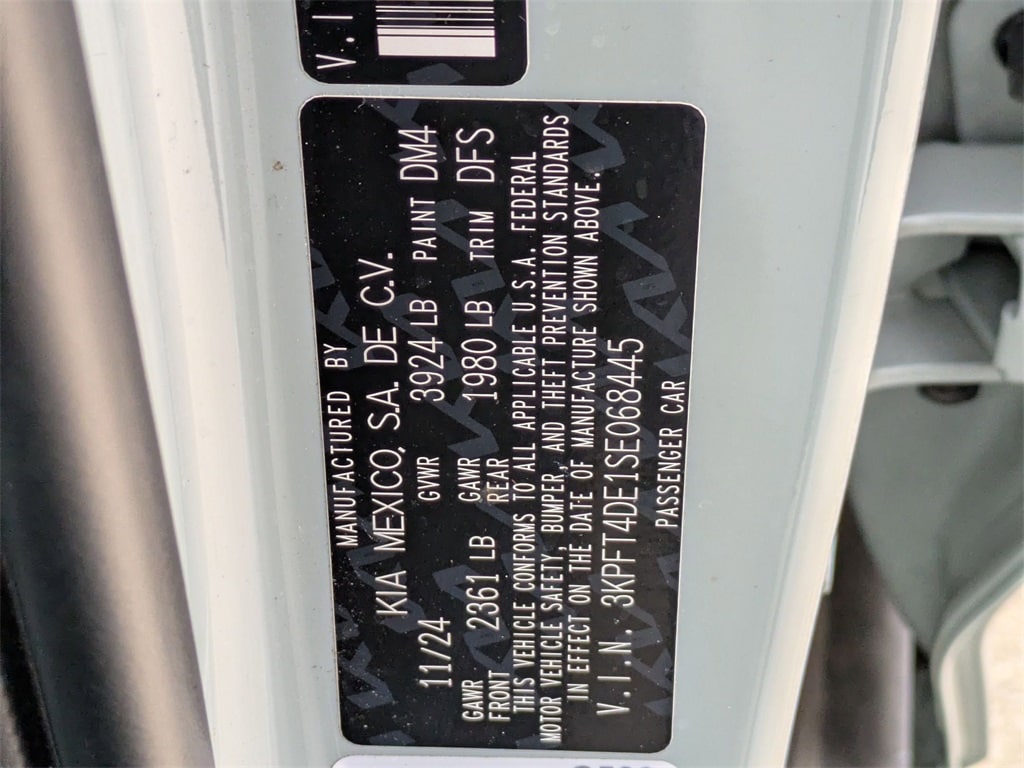 V.I
MANUFACTURED BY
KIA MEXICO, S.A. DE C.V.
11/24 GVWR 3924 LB PAINT DM4
GAWR FRONT 2361 LB GAWR REAR 1980 LB TRIM DFS
THIS VEHICLE CONFORMS TO ALL APPLICABLE U.S.A. FEDERAL
MOTOR VEHICLE SAFETY, BUMPER, AND THEFT PREVENTION STANDARDS
IN EFFECT ON THE DATE OF MANUFACTURE SHOWN ABOVE.
V.I.N. 3KPFT4DE1SE068445
PASSENGER CAR